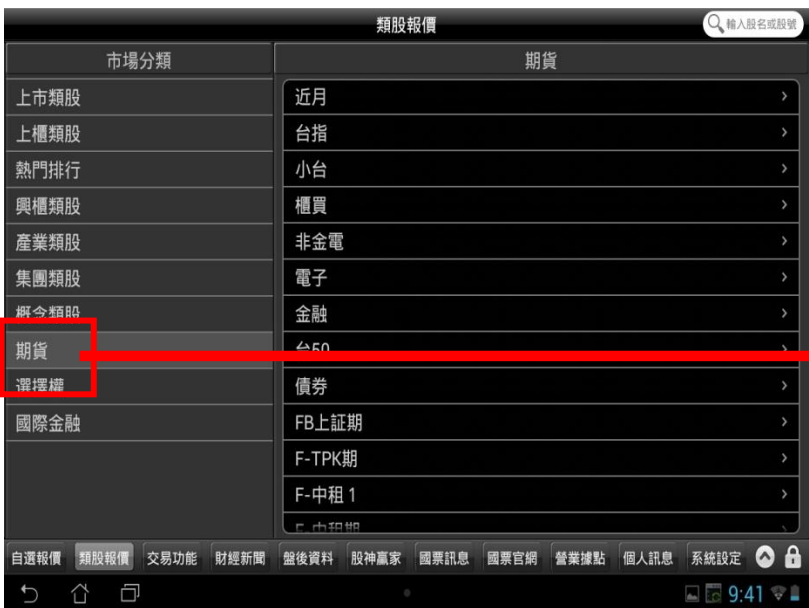 類股報價
輸入股名或股號
市場分類
期貨
上市類股
上櫃類股
熱門排行
興櫃類股
產業類股
集團類股
概念類股
期貨
選擇權
國際金融
近月
台指
小台
櫃買
非金電
電子
金融
台50
債券
FB上証期
F-TPK期
F-中租 1
F-中租期
自選報價 類股報價 交易功能 財經新聞 盤後資料 股神贏家 國票訊息 國票官網 營業據點 個人訊息 系統設定
9:41